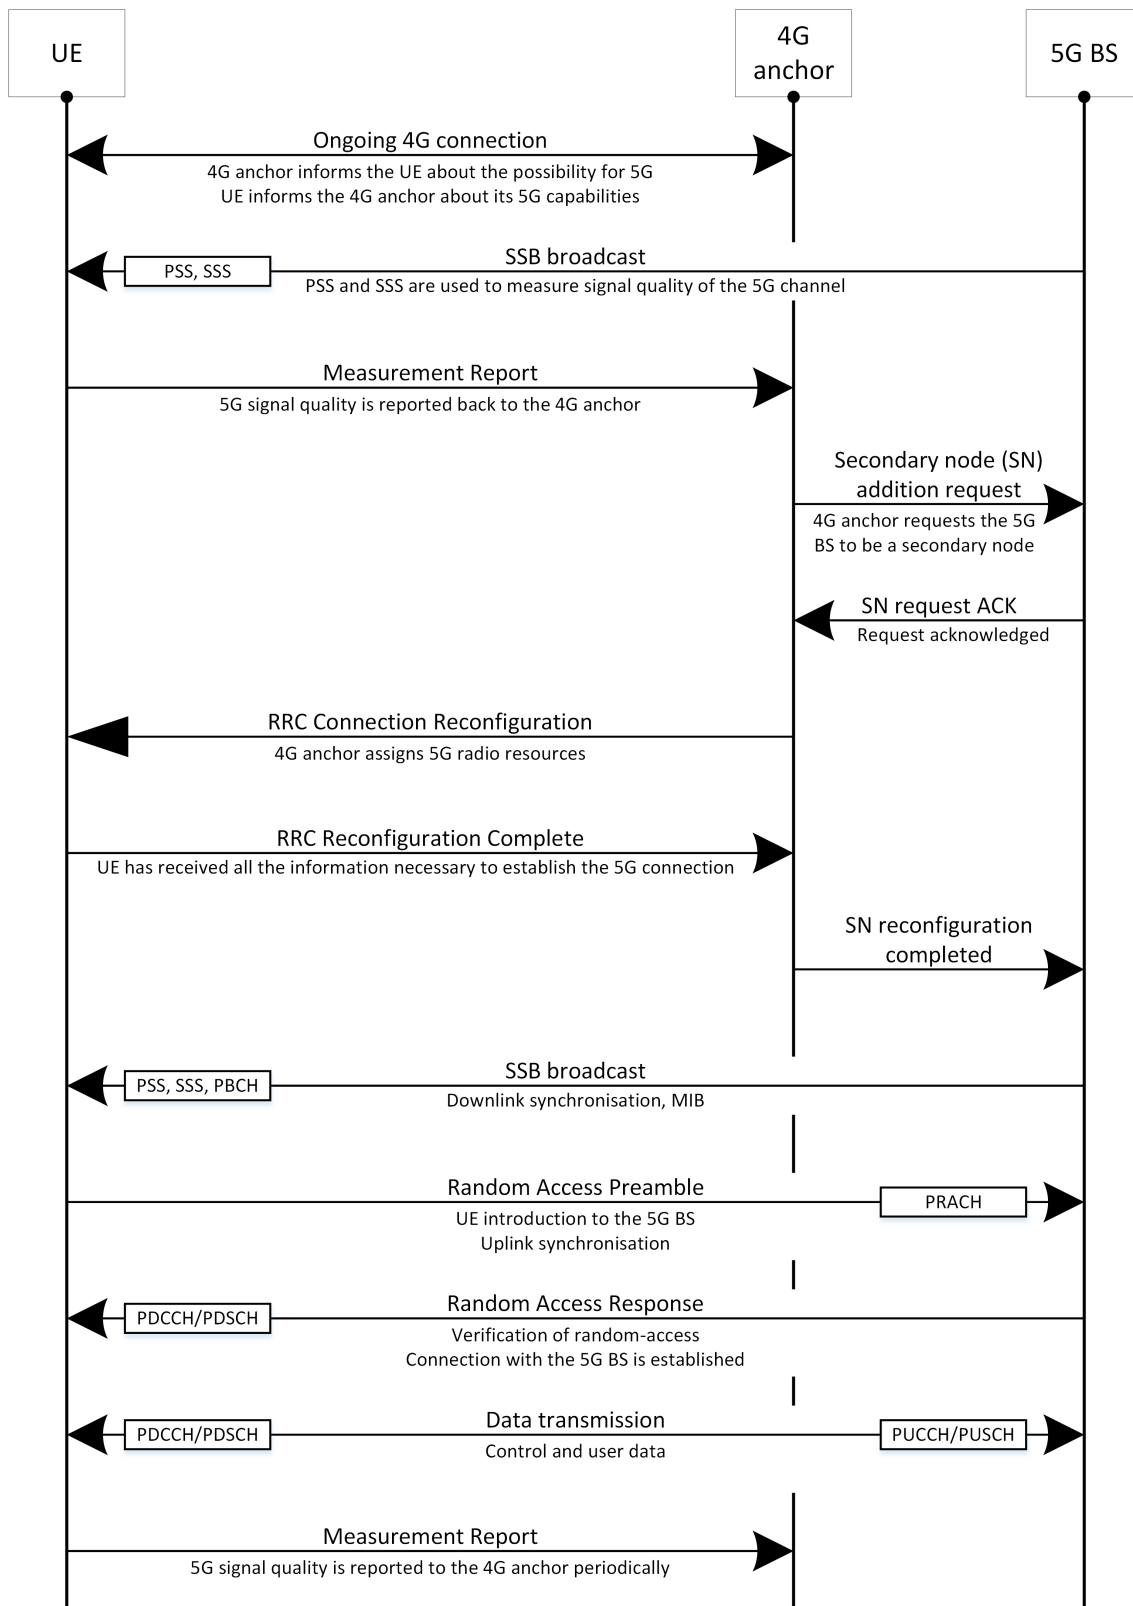 UE
4G
anchor
5G BS
Ongoing 4G connection
4G anchor informs the UE about the possibility for 5G
UE informs the 4G anchor about its 5G capabilities
SSB broadcast
PSS, SSS
PSS and SSS are used to measure signal quality of the 5G channel
Measurement Report
5G signal quality is reported back to the 4G anchor
Secondary node (SN)
addition request
4G anchor requests the 5G
BS to be a secondary node
SN request ACK
Request acknowledged
RRC Connection Reconfiguration
4G anchor assigns 5G radio resources
RRC Reconfiguration Complete
UE has received all the information necessary to establish the 5G connection
SN reconfiguration
completed
SSB broadcast
PSS, SSS, PBCH
Downlink synchronisation, MIB
Random Access Preamble
PRACH
UE introduction to the 5G BS
Uplink synchronisation
Random Access Response
PDCCH/PDSCH
Verification of random-access
Connection with the 5G BS is established
Data transmission
PDCCH/PDSCH
PUCCH/PUSCH
Control and user data
Measurement Report
5G signal quality is reported to the 4G anchor periodically